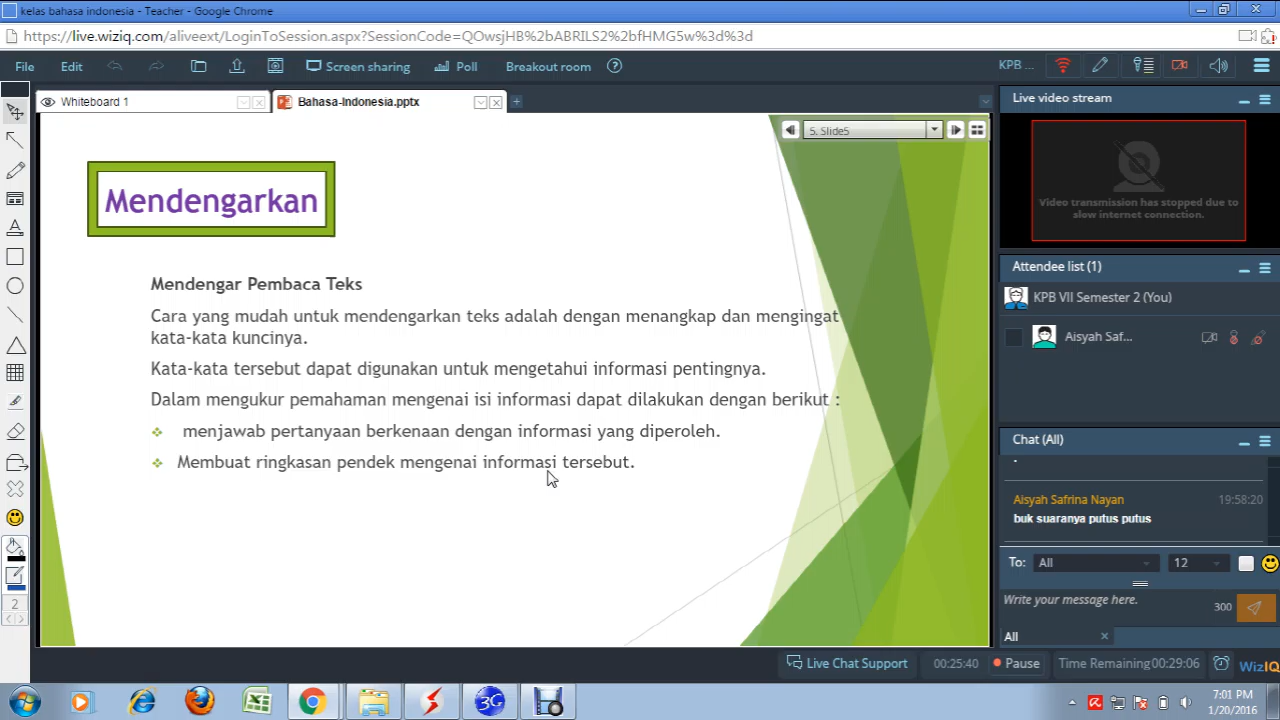 kelas bahasa indonesia - Teacher - Google Chrome
https://live.wiziq.com/aliveext/LoginToSession.aspx?SessionCode=QOwsjHB%2bABRILS2%2bfHMG5w%3d%3d
File Edit Screen sharing Poll Breakout room ? KPB ...
Whiteboard 1 Bahasa-Indonesia.pptx +
Live video stream
5. Slide5
Mendengarkan
Video transmission has stopped due to
slow internet connection.
Mendengar Pembaca Teks
Cara yang mudah untuk mendengarkan teks adalah dengan menangkap dan mengingat
kata-kata kuncinya.
Kata-kata tersebut dapat digunakan untuk mengetahui informasi pentingnya.
Dalam mengukur pemahaman mengenai isi informasi dapat dilakukan dengan berikut :
menjawab pertanyaan berkenaan dengan informasi yang diperoleh.
Membuat ringkasan pendek mengenai informasi tersebut.
Attendee list (1)
KPB VII Semester 2 (You)
Aisyah Saf...
Chat (All)
Aisyah Safrina Nayan 19:58:20
buk suaranya putus putus
To: All 12
Write your message here. 300
All
2
Live Chat Support 00:25:40 Pause Time Remaining 00:29:06 WizIQ
3G
7:01 PM
1/20/2016